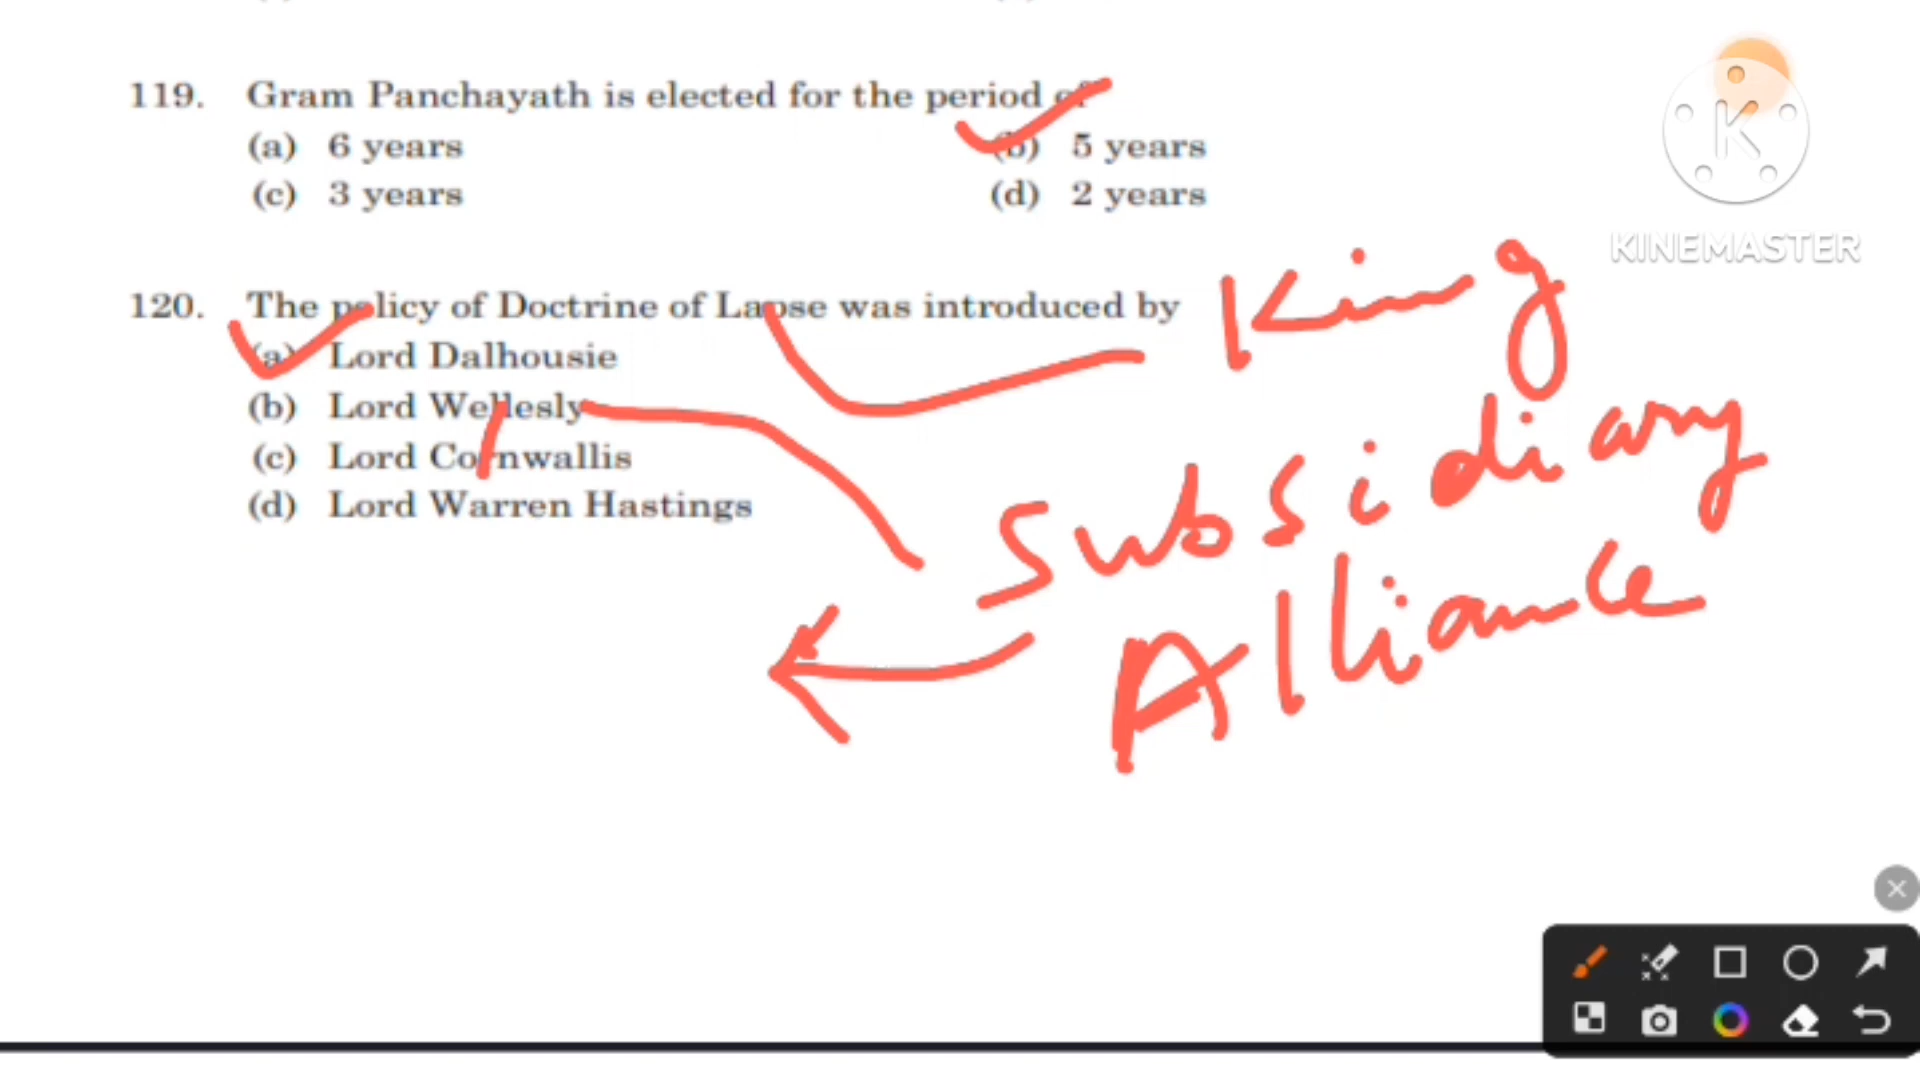 119. Gram Panchayath is elected for the period of
(a) 6 years (b) 5 years
(c) 3 years (d) 2 years
120. The policy of Doctrine of Lapse was introduced by
(a) Lord Dalhousie
(b) Lord Wellesly
(c) Lord Cornwallis
(d) Lord Warren Hastings
King
Subsidiary
Alliance
K
KINEMASTER